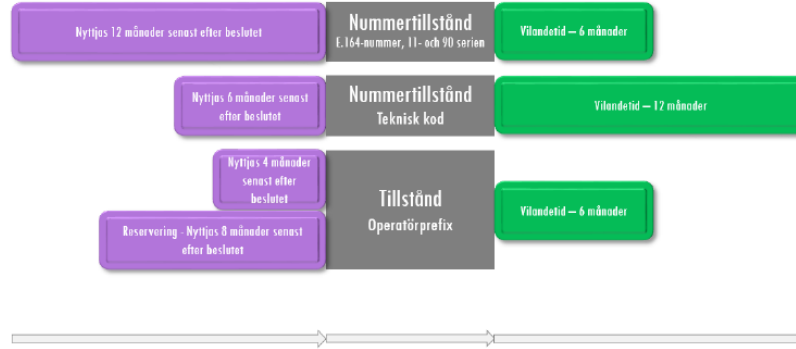 Nyttjas 12 månader senast efter beslutet
Nummertillstånd
E.164-nummer, 11- och 90 serien
Vilandetid – 6 månader
Nyttjas 6 månader senast
efter beslutet
Nummertillstånd
Teknisk kod
Vilandetid – 12 månader
Nyttjas 4 månader
senast efter
beslutet
Reservering - Nyttjas 8 månader senast
efter beslutet
Tillstånd
Operatörprefix
Vilandetid – 6 månader